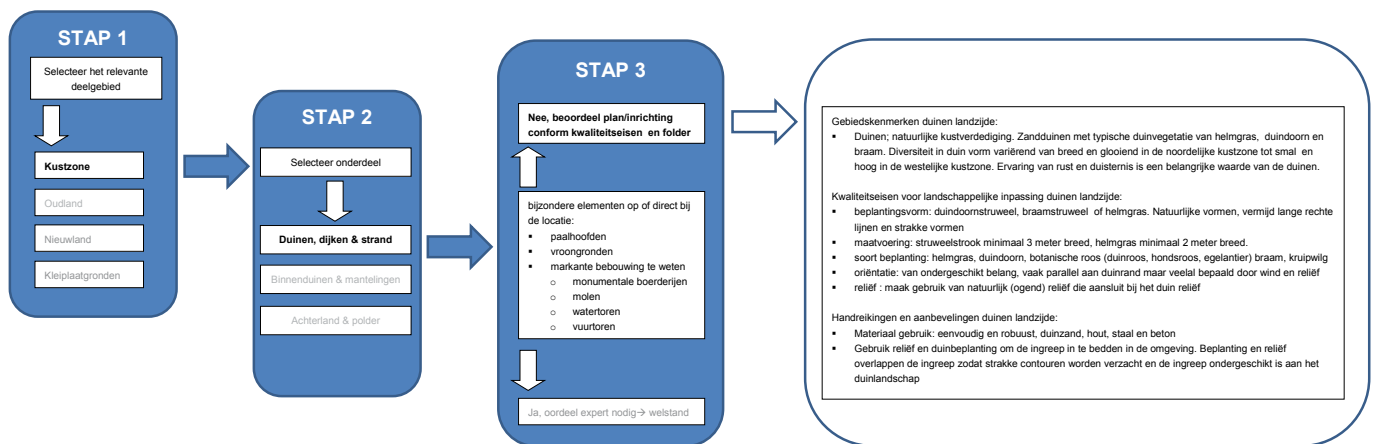 STAP 1
Selecteer het relevante
deelgebied
Kustzone
Oudland
Nieuwland
Kleiplaatgronden
STAP 2
Selecteer onderdeel
Duinen, dijken & strand
Binnenduinen & mantelingen
Achterland & polder
STAP 3
Nee, beoordeel plan/inrichting
conform kwaliteitseisen en folder
bijzondere elementen op of direct bij
de locatie:
▪ paalhoofden
▪ vroongronden
▪ markante bebouwing te weten
o monumentale boerderijen
o molen
o watertoren
o vuurtoren
Ja, oordeel expert nodig→ welstand
Gebiedskenmerken duinen landzijde:
▪ Duinen; natuurlijke kustverdediging. Zandduinen met typische duinvegetatie van helmgras, duindoorn en
braam. Diversiteit in duin vorm variërend van breed en glooiend in de noordelijke kustzone tot smal en
hoog in de westelijke kustzone. Ervaring van rust en duisternis is een belangrijke waarde van de duinen.
Kwaliteitseisen voor landschappelijke inpassing duinen landzijde:
▪ beplantingsvorm: duindoornstruweel, braamstruweel of helmgras. Natuurlijke vormen, vermijd lange rechte
lijnen en strakke vormen
▪ maatvoering: struweelstrook minimaal 3 meter breed, helmgras minimaal 2 meter breed.
▪ soort beplanting: helmgras, duindoorn, botanische roos (duinroos, hondsroos, egelantier) braam, kruipwilg
▪ oriëntatie: van ondergeschikt belang, vaak parallel aan duinrand maar veelal bepaald door wind en reliëf
▪ reliëf : maak gebruik van natuurlijk (ogend) reliëf die aansluit bij het duin reliëf
Handreikingen en aanbevelingen duinen landzijde:
▪ Materiaal gebruik: eenvoudig en robuust, duinzand, hout, staal en beton
▪ Gebruik reliëf en duinbeplanting om de ingreep in te bedden in de omgeving. Beplanting en reliëf
overlappen de ingreep zodat strakke contouren worden verzacht en de ingreep ondergeschikt is aan het
duinlandschap